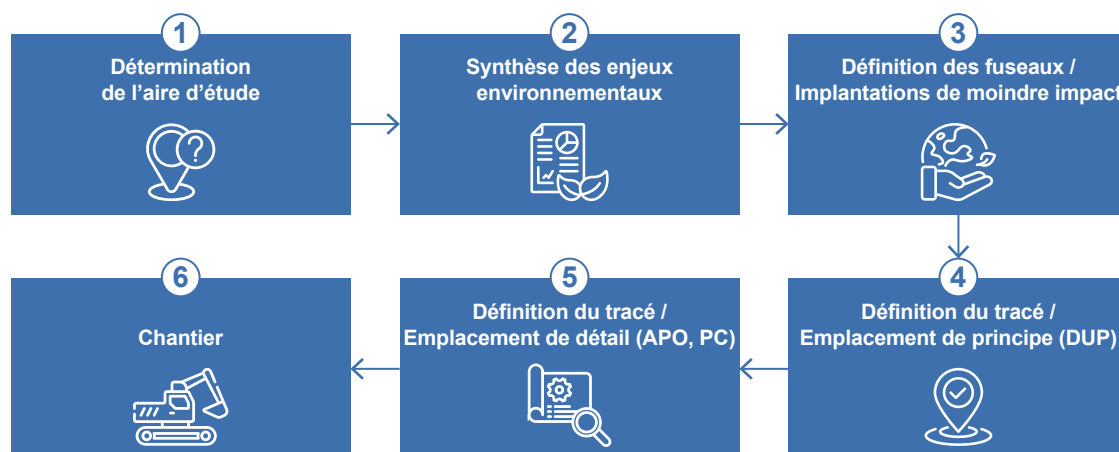 1
Détermination
de l’aire d’étude
?
2
Synthèse des enjeux
environnementaux
3
Définition des fuseaux /
Implantations de moindre impact
4
Définition du tracé /
Emplacement de principe (DUP)
5
Définition du tracé /
Emplacement de détail (APO, PC)
6
Chantier